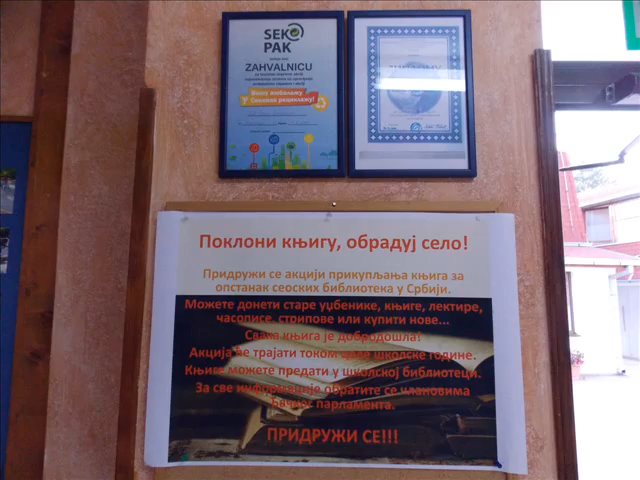 SEKO
PAK
ZAHVALNICU
Поклони књигу, обрадуј село!
Придружи се акцији прикупљања књига за
опстанак сеоских библиотека у Србији.
Можете донети старе уџбенике, књиге, лектире,
часописе, стрипове или купити нове...
Свака књига је добродошла!
Акција ће трајати током целе школске године.
Књиге можете предати у школској библиотеци.
За све информације обратите се члановима
Ђачког парламента.
ПРИДРУЖИ СЕ!!!